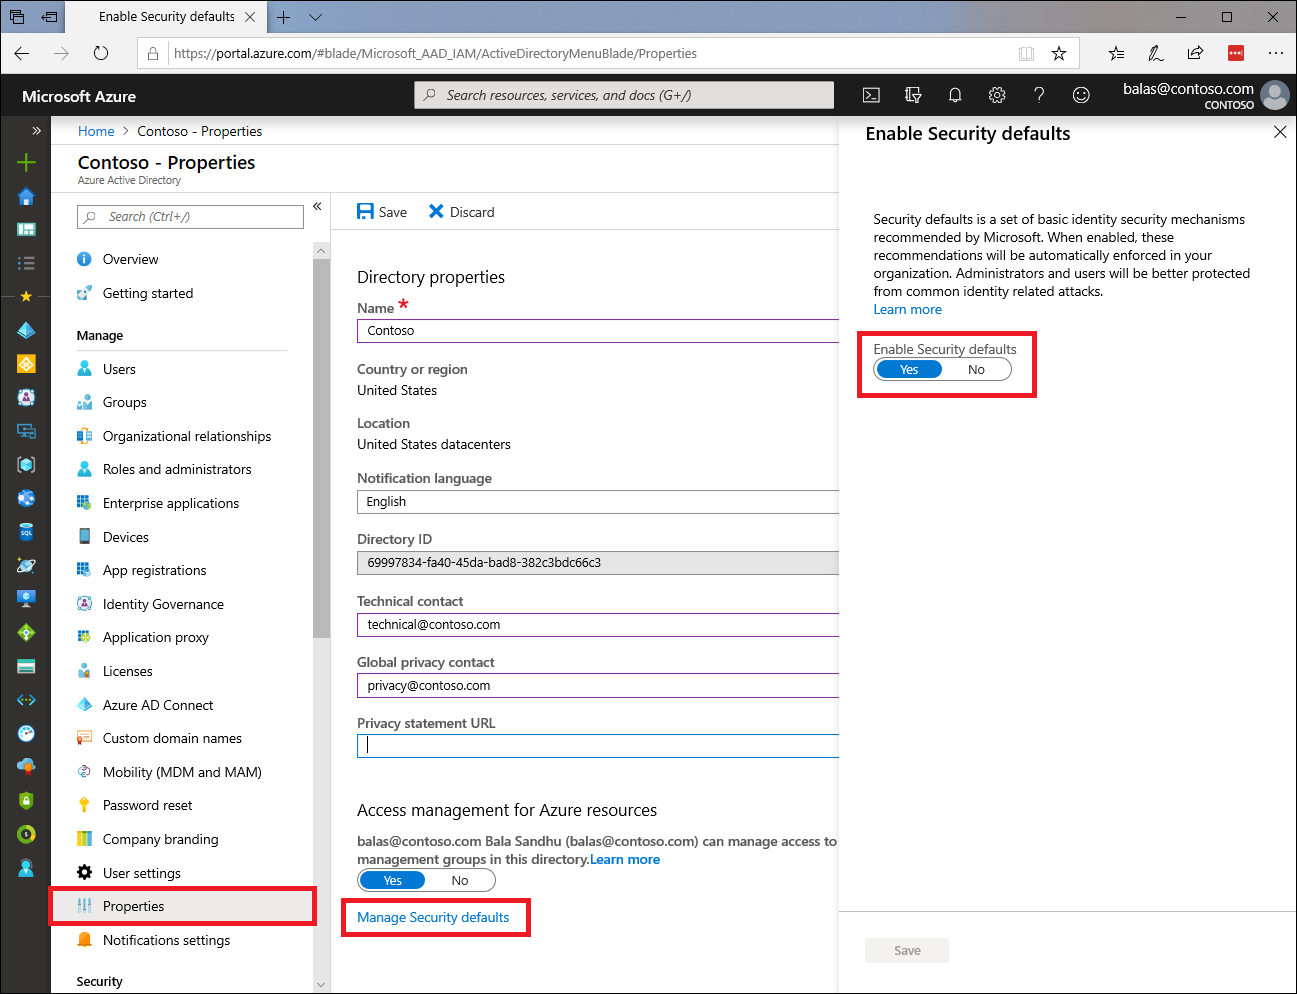 Enable Security defaults
https://portal.azure.com/#blade/Microsoft_AAD_IAM/ActiveDirectoryMenuBlade/Properties
Microsoft Azure
Search resources, services, and docs (G+/)
balas@contoso.com
CONTOSO
Home > Contoso - Properties
Contoso - Properties
Azure Active Directory
Search (Ctrl+/)
Overview
Getting started
Manage
Users
Groups
Organizational relationships
Roles and administrators
Enterprise applications
Devices
App registrations
Identity Governance
Application proxy
Licenses
Azure AD Connect
Custom domain names
Mobility (MDM and MAM)
Password reset
Company branding
User settings
Properties
Notifications settings
Security
Save
Discard
Directory properties
Name *
Contoso
Country or region
United States
Location
United States datacenters
Notification language
English
Directory ID
69997834-fa40-45da-bad8-382c3bdc66c3
Technical contact
technical@contoso.com
Global privacy contact
privacy@contoso.com
Privacy statement URL
Access management for Azure resources
balas@contoso.com Bala Sandhu (balas@contoso.com) can manage access to
management groups in this directory.Learn more
Yes No
Manage Security defaults
Enable Security defaults
Security defaults is a set of basic identity security mechanisms
recommended by Microsoft. When enabled, these
recommendations will be automatically enforced in your
organization. Administrators and users will be better protected
from common identity related attacks.
Learn more
Enable Security defaults
Yes No
Save
SQL